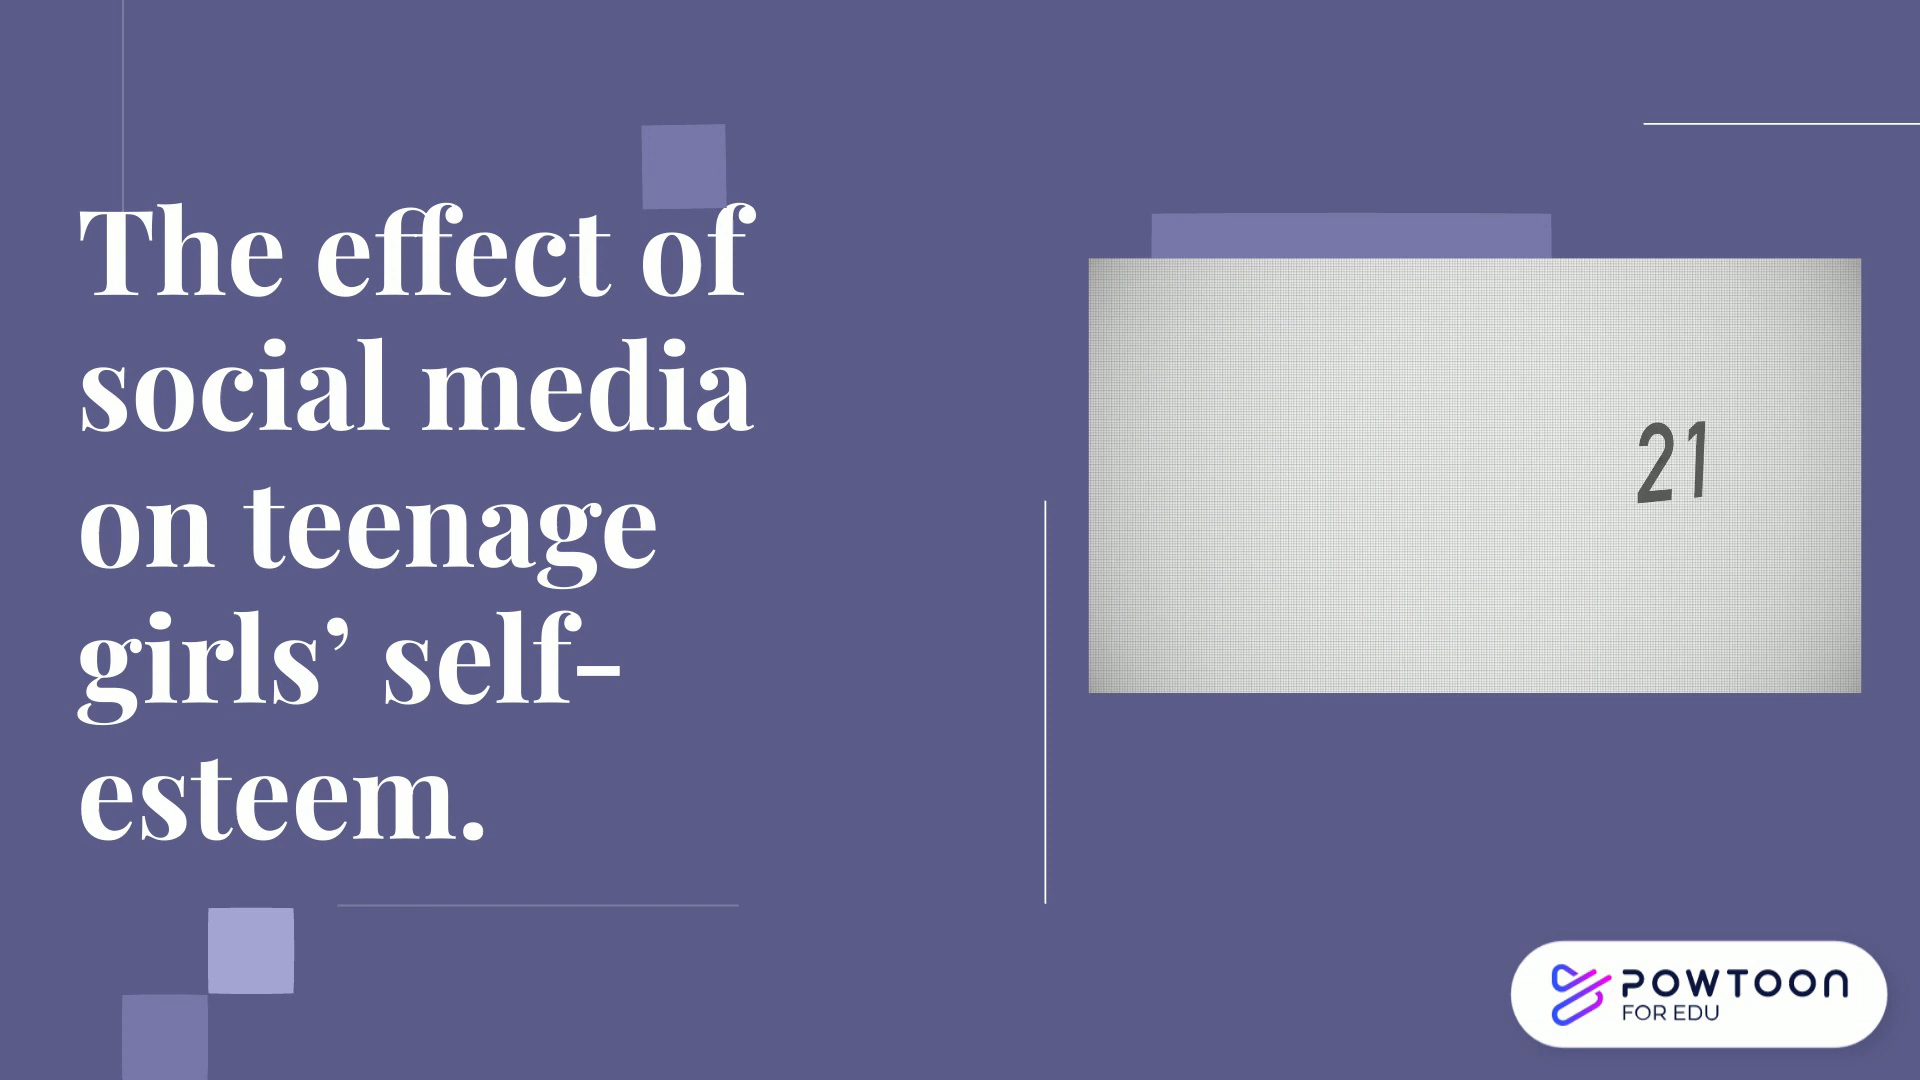 The effect of
social media
on teenage
girls’ self-
esteem.
21
POWTOON
FOR EDU